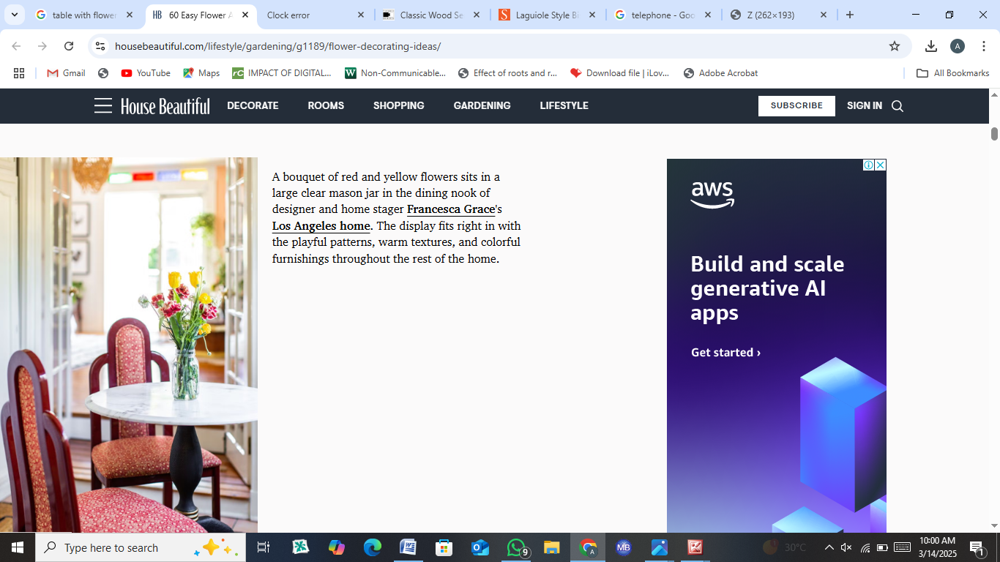 table with flower
60 Easy Flower A
Clock error
Classic Wood Se
Laguiole Style Bi
telephone - Goo
Z (262×193)
housebeautiful.com/lifestyle/gardening/g1189/flower-decorating-ideas/
A
Gmail
YouTube
Maps
rC IMPACT OF DIGITAL...
W Non-Communicable...
Effect of roots and r...
Download file | iLov...
Adobe Acrobat
All Bookmarks
House Beautiful
DECORATE
ROOMS
SHOPPING
GARDENING
LIFESTYLE
SUBSCRIBE
SIGN IN
A bouquet of red and yellow flowers sits in a
large clear mason jar in the dining nook of
designer and home stager Francesca Grace's
Los Angeles home. The display fits right in with
the playful patterns, warm textures, and colorful
furnishings throughout the rest of the home.
aws
Build and scale
generative AI
apps
Get started ›
Type here to search
9
A
MB
30°C
10:00 AM
3/14/2025
1